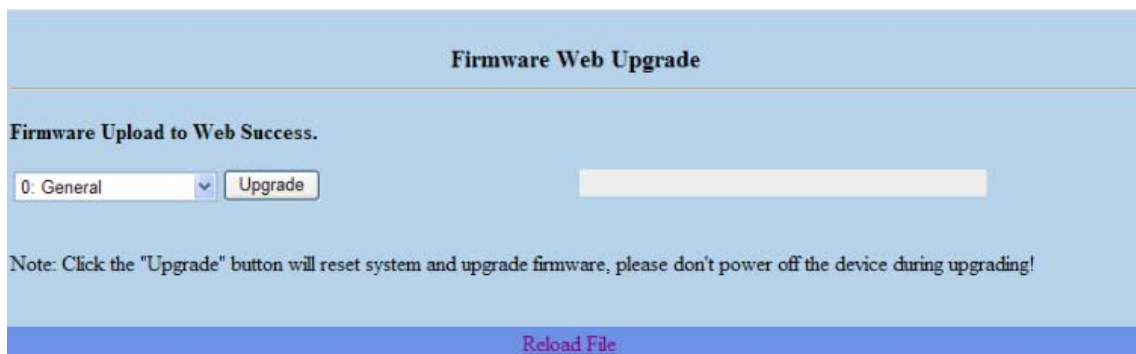 Firmware Web Upgrade
Firmware Upload to Web Success.
0: General Upgrade
Note: Click the "Upgrade" button will reset system and upgrade firmware, please don't power off the device during upgrading!
Reload File